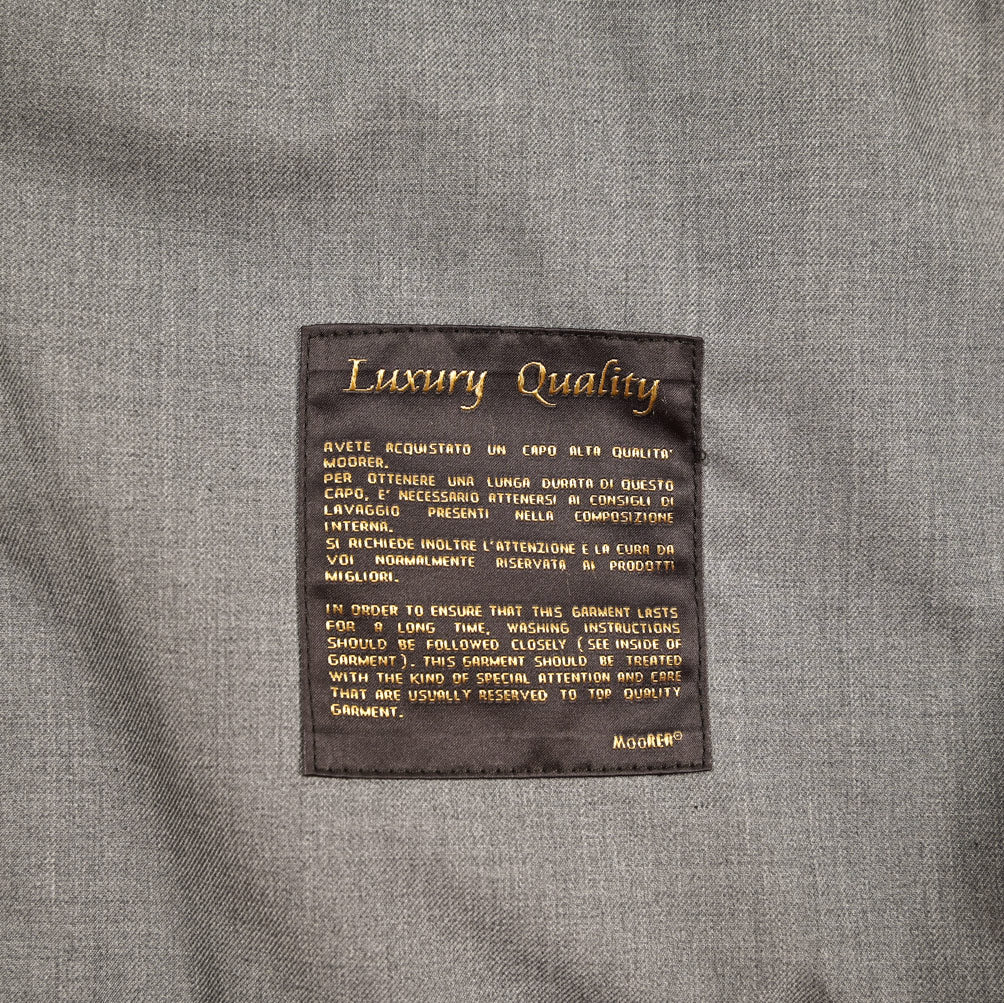 Luxury Quality
AVETE ACQUISTATO UN CAPO ALTA QUALITA'
MOORER.
PER OTTENERE UNA LUNGA DURATA DI QUESTO
CAPO, E' NECESSARIO ATTENERSI AI CONSIGLI DI
LAVAGGIO PRESENTI NELLA COMPOSIZIONE
INTERNA.
SI RICHIEDE INOLTRE L'ATTENZIONE E LA CURA DA
VOI NORMALMENTE RISERVATA AI PRODOTTI
MIGLIORI.
IN ORDER TO ENSURE THAT THIS GARMENT LASTS
FOR A LONG TIME, WASHING INSTRUCTIONS
SHOULD BE FOLLOWED CLOSELY (SEE INSIDE OF
GARMENT). THIS GARMENT SHOULD BE TREATED
WITH THE KIND OF SPECIAL ATTENTION AND CARE
THAT ARE USUALLY RESERVED TO TOP QUALITY
GARMENT.
MOORER©